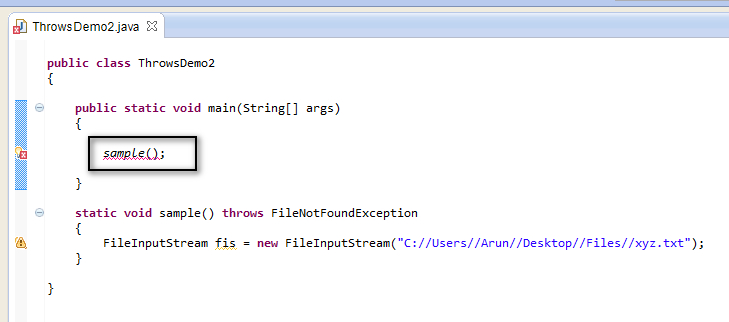 ThrowsDemo2.java
public class ThrowsDemo2
{
public static void main(String[] args)
{
sample();
}
static void sample() throws FileNotFoundException
{
FileInputStream fis = new FileInputStream("C://Users//Arun//Desktop//Files//xyz.txt");
}
}